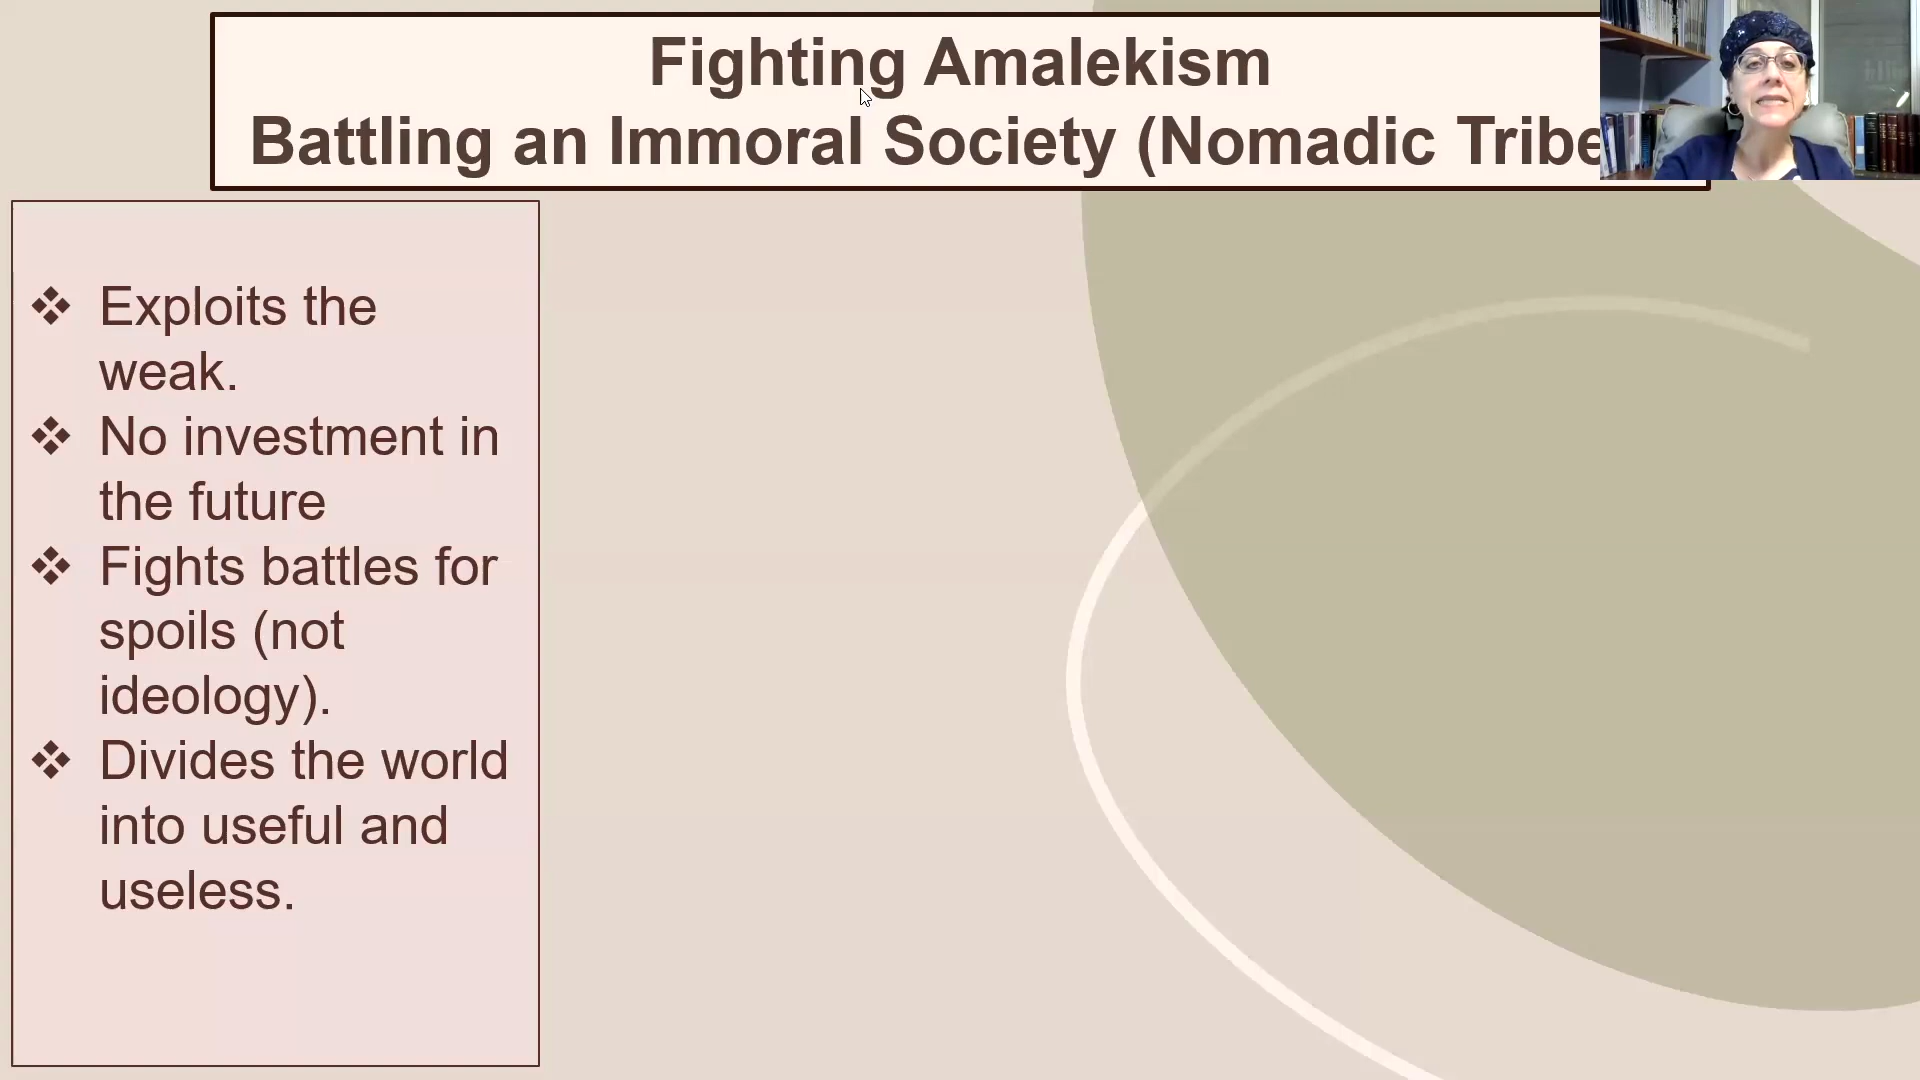 Fighting Amalekism
Battling an Immoral Society (Nomadic Tribe
❖ Exploits the
weak.
❖ No investment in
the future
❖ Fights battles for
spoils (not
ideology).
❖ Divides the world
into useful and
useless.